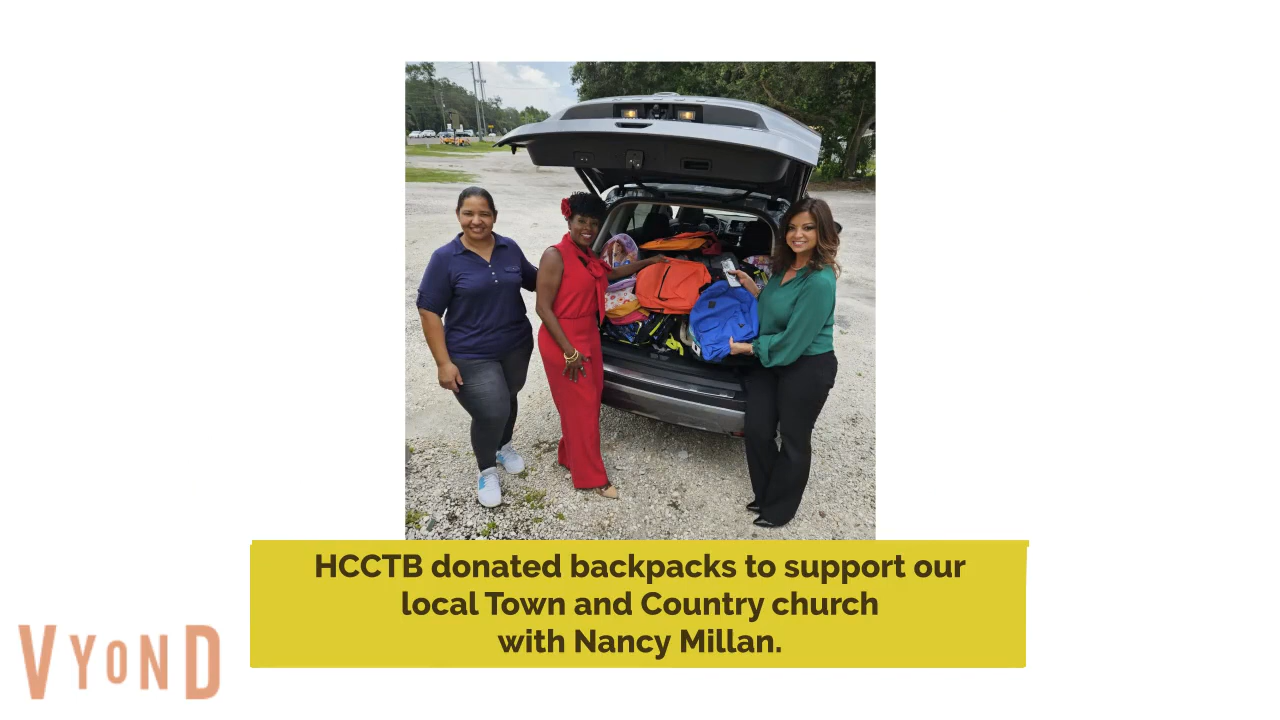 HCCTB donated backpacks to support our
local Town and Country church
with Nancy Millan.
VYOND